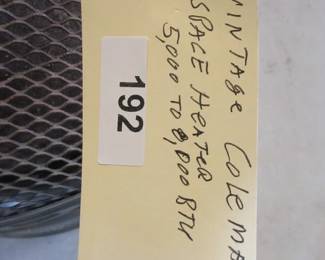 VINTAGE COLEMA
SPACE HEATER
5,000 TO 8,000 BTU
192